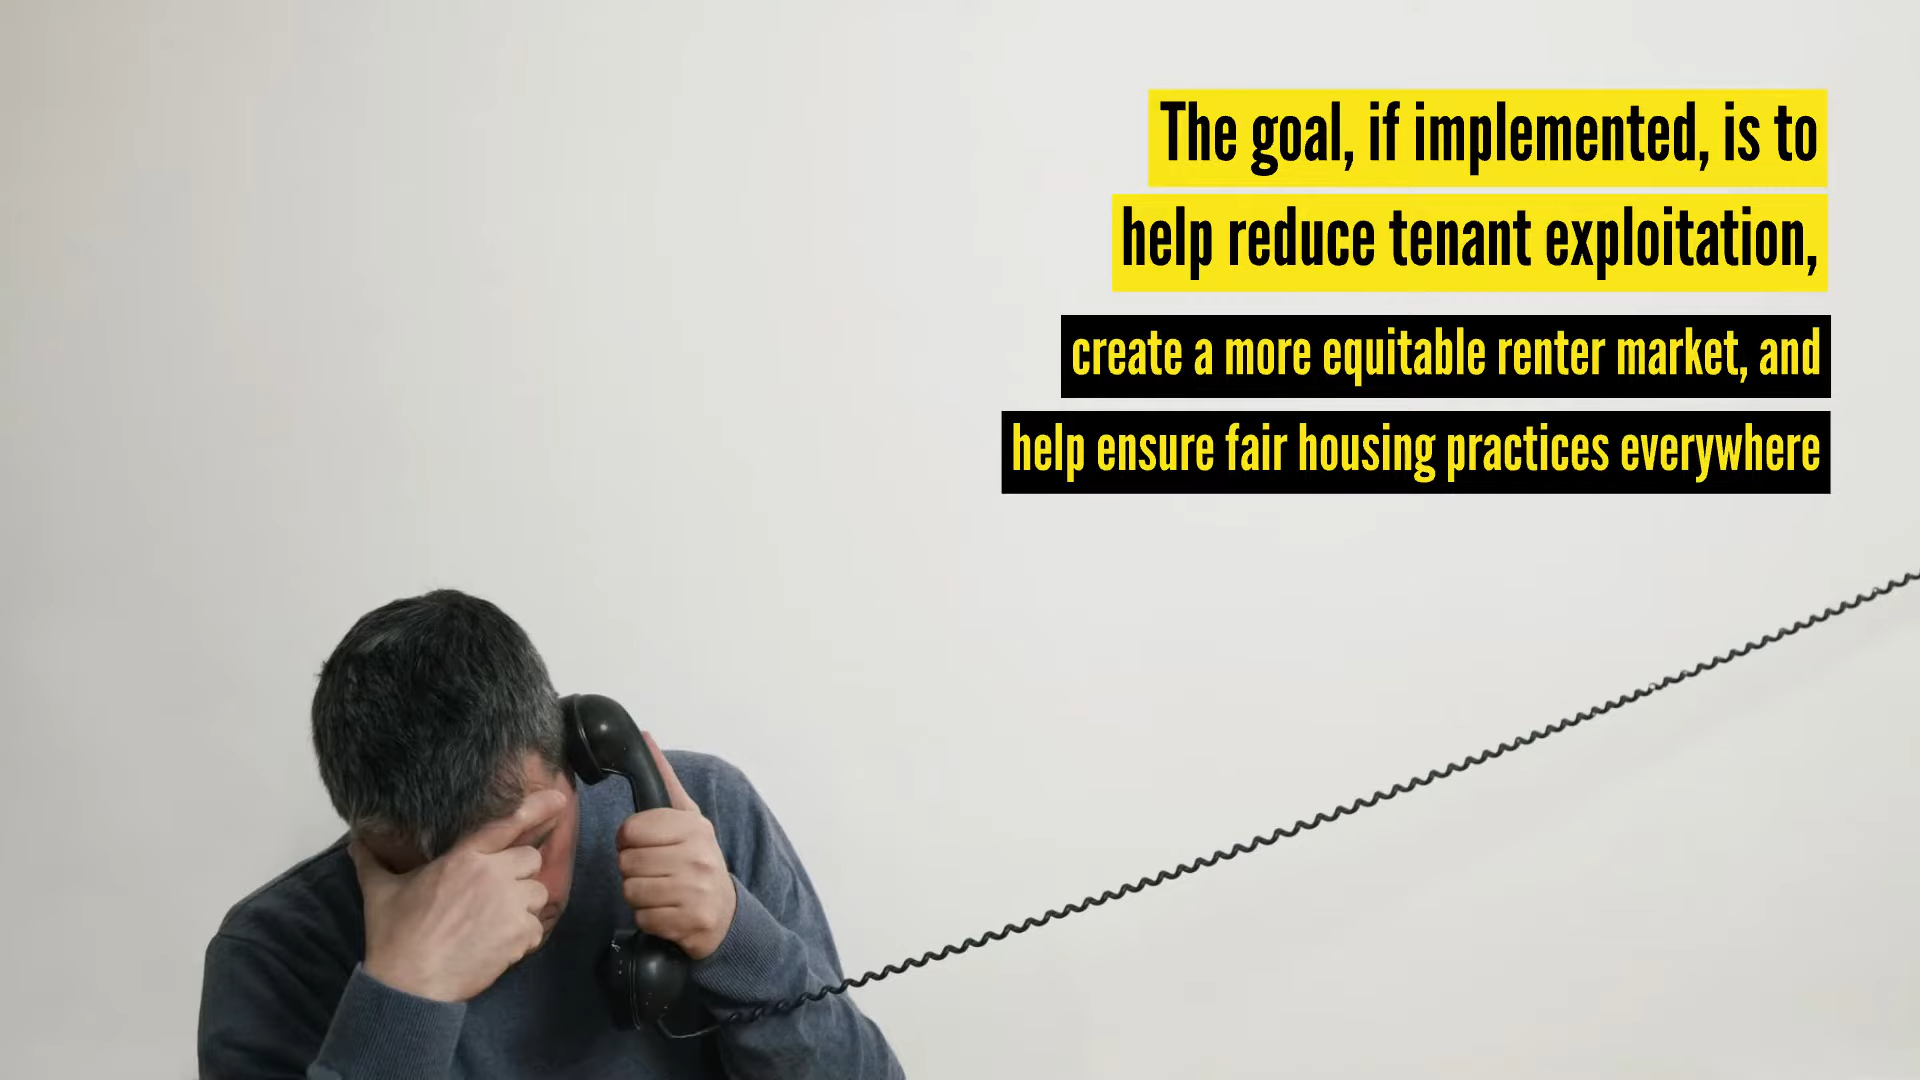 The goal, if implemented, is to
help reduce tenant exploitation,
create a more equitable renter market, and
help ensure fair housing practices everywhere